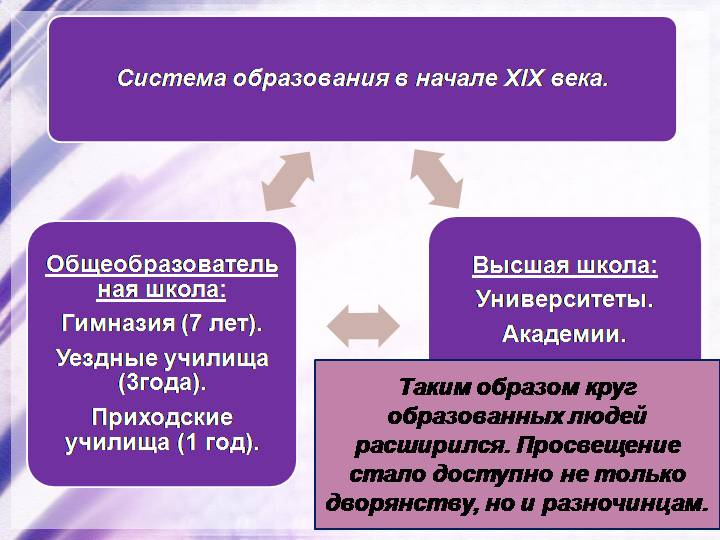 Система образования в начале XIX века.
Общеобразователь
ная школа:
Гимназия (7 лет).
Уездные училища
(3года).
Приходские
училища (1 год).
Высшая школа:
Университеты.
Академии.
Таким образом круг
образованных людей
расширился. Просвещение
стало доступно не только
дворянству, но и разночинцам.